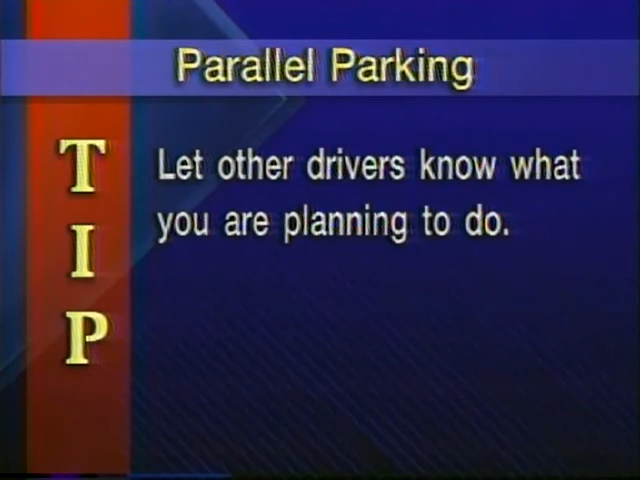 Parallel Parking
TIP
Let other drivers know what
you are planning to do.